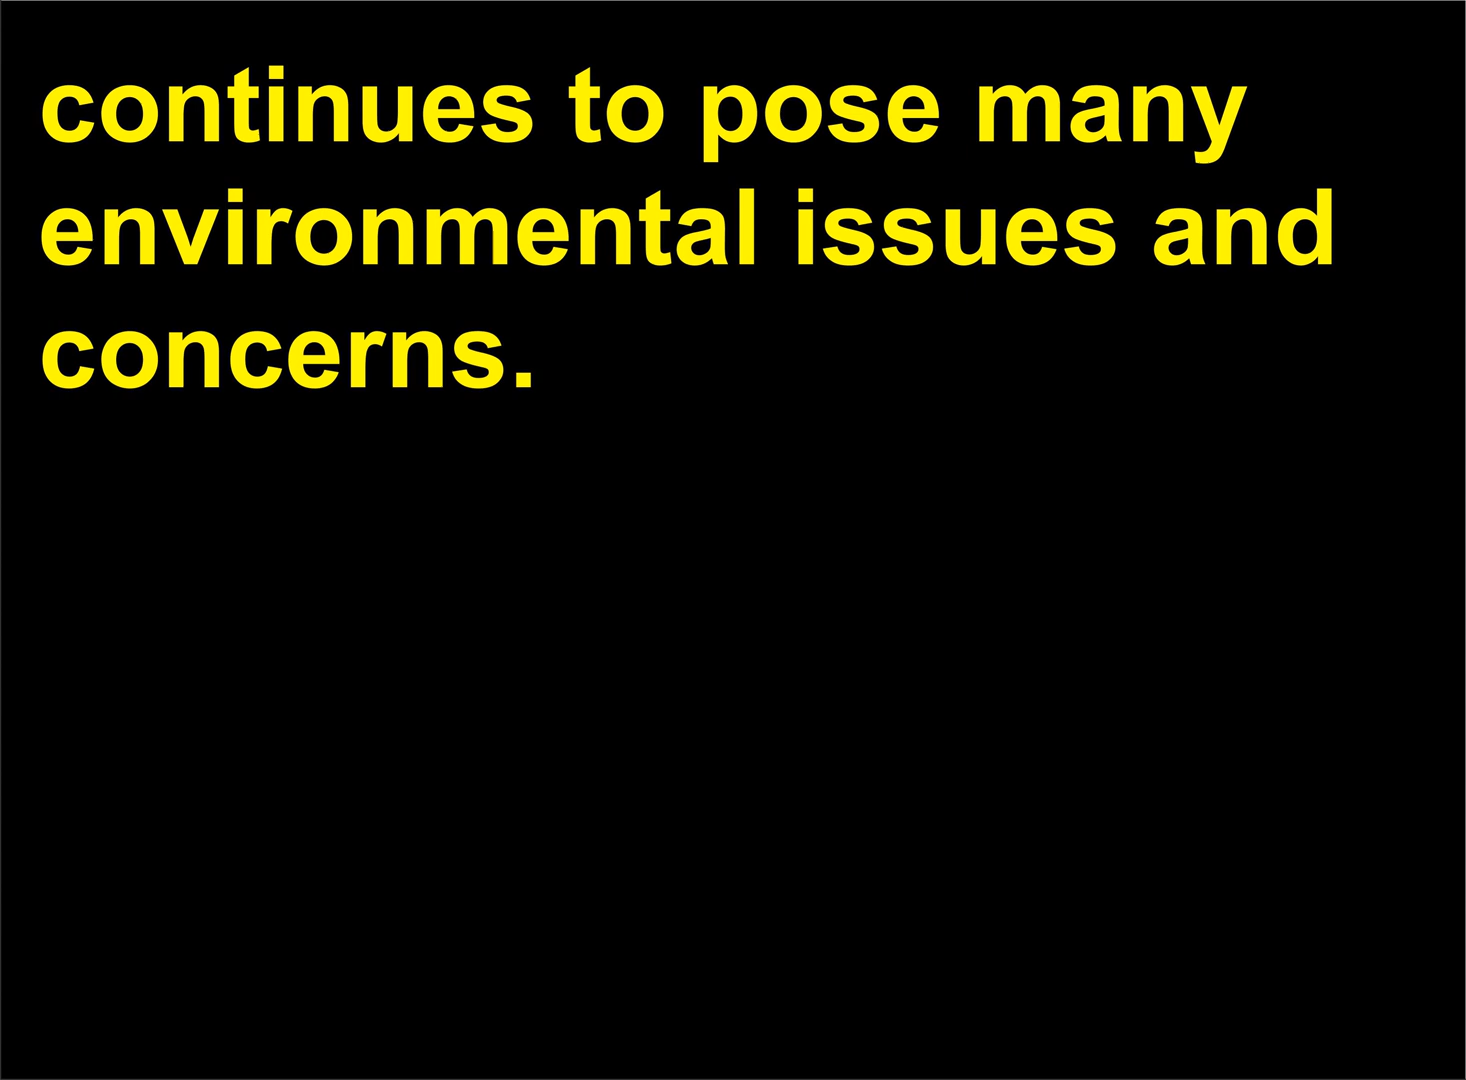 continues to pose many
environmental issues and
concerns.